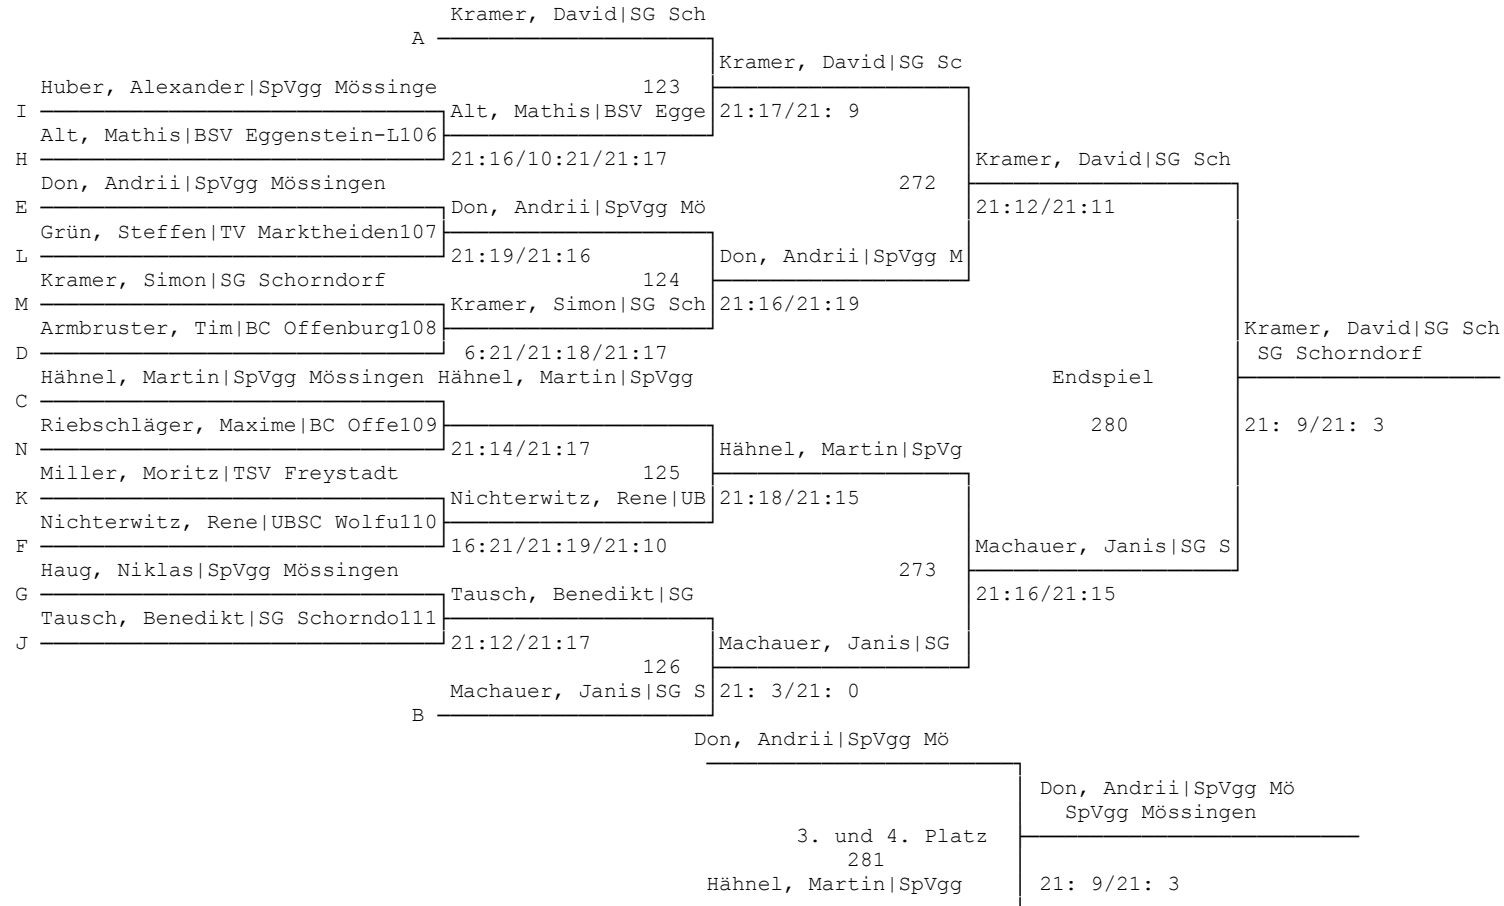 Kramer, David|SG Sch
A
Kramer, David|SG Sc
Huber, Alexander|SpVgg Mössinge 123
I Alt, Mathis|BSV Egge 21:17/21: 9
Alt, Mathis|BSV Eggenstein-L106
H 21:16/10:21/21:17 Kramer, David|SG Sch
Don, Andrii|SpVgg Mössingen 272
E Don, Andrii|SpVgg Mö 21:12/21:11
Grün, Steffen|TV Marktheiden107
L 21:19/21:16 Don, Andrii|SpVgg M
Kramer, Simon|SG Schorndorf 124
M Kramer, Simon|SG Sch 21:16/21:19
Armbruster, Tim|BC Offenburg108 Kramer, David|SG Sch
D 6:21/21:18/21:17 SG Schorndorf
Hähnel, Martin|SpVgg Mössingen Hähnel, Martin|SpVgg Endspiel
C
Riebschläger, Maxime|BC Offe109 280 21: 9/21: 3
N 21:14/21:17 Hähnel, Martin|SpVg
Miller, Moritz|TSV Freystadt 125
K Nichterwitz, Rene|UB 21:18/21:15
Nichterwitz, Rene|UBSC Wolfu110
F 16:21/21:19/21:10 Machauer, Janis|SG S
Haug, Niklas|SpVgg Mössingen 273
G Tausch, Benedikt|SG 21:16/21:15
Tausch, Benedikt|SG Schorndo111
J 21:12/21:17 Machauer, Janis|SG
126
Machauer, Janis|SG S 21: 3/21: 0
B
Don, Andrii|SpVgg Mö
Don, Andrii|SpVgg Mö
SpVgg Mössingen
3. und 4. Platz
281
Hähnel, Martin|SpVgg 21: 9/21: 3